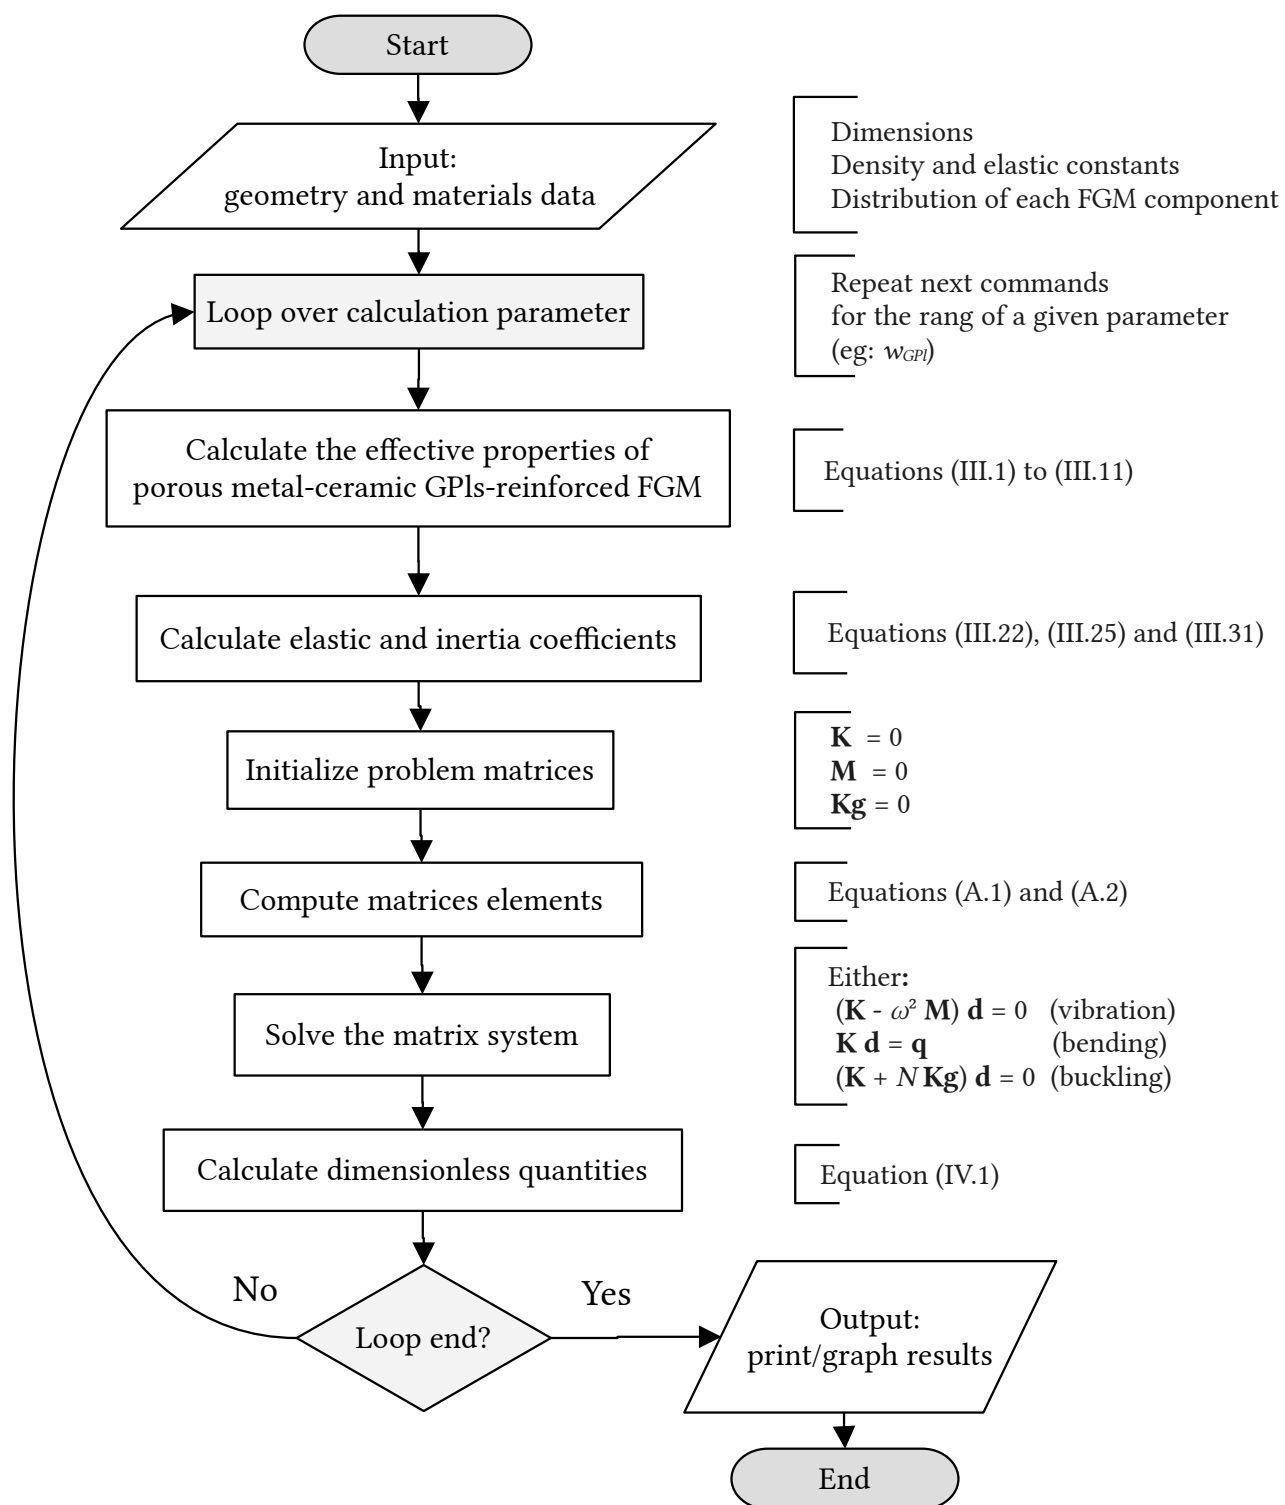 Start
Input:
geometry and materials data
Dimensions
Density and elastic constants
Distribution of each FGM component
Loop over calculation parameter
Repeat next commands
for the rang of a given parameter
(eg: wGPl)
Calculate the effective properties of
porous metal-ceramic GPls-reinforced FGM
Equations (III.1) to (III.11)
Calculate elastic and inertia coefficients
Equations (III.22), (III.25) and (III.31)
Initialize problem matrices
K = 0
M = 0
Kg = 0
Compute matrices elements
Equations (A.1) and (A.2)
Solve the matrix system
Either:
(K - ω² M) d = 0 (vibration)
K d = q (bending)
(K + N Kg) d = 0 (buckling)
Calculate dimensionless quantities
Equation (IV.1)
No
Yes
Loop end?
Output:
print/graph results
End